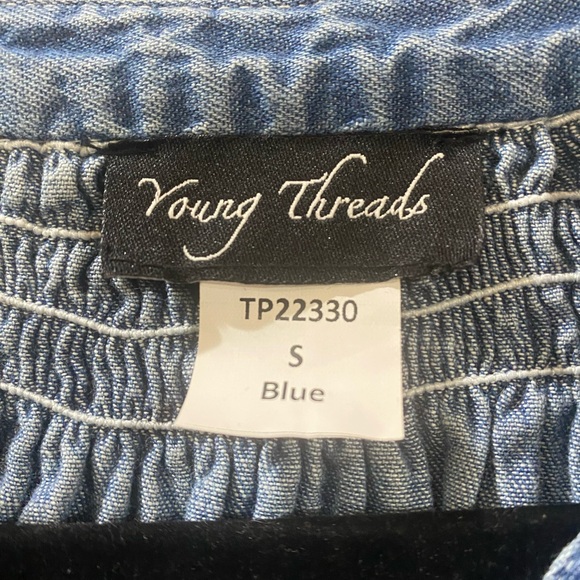 Young Threads
TP22330
S
Blue